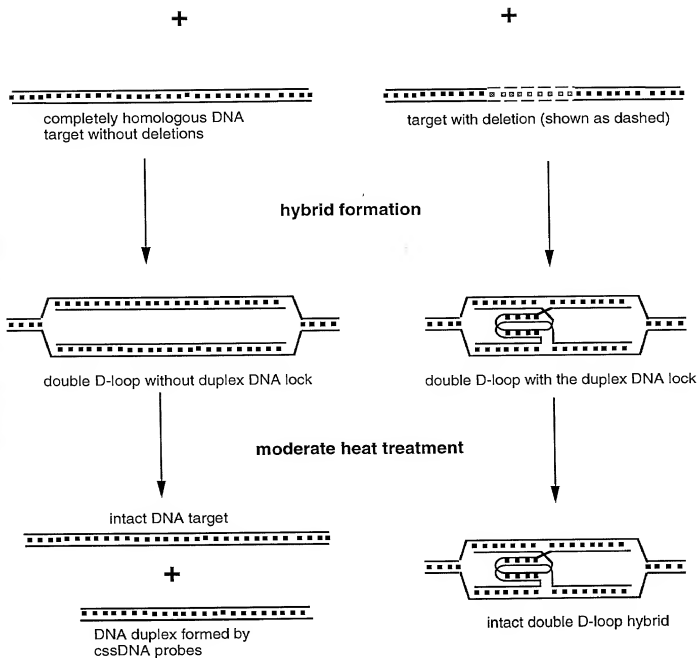 + +
completely homologous DNA
target without deletions
target with deletion (shown as dashed)
hybrid formation
double D-loop without duplex DNA lock
double D-loop with the duplex DNA lock
moderate heat treatment
intact DNA target
+
DNA duplex formed by
cssDNA probes
intact double D-loop hybrid